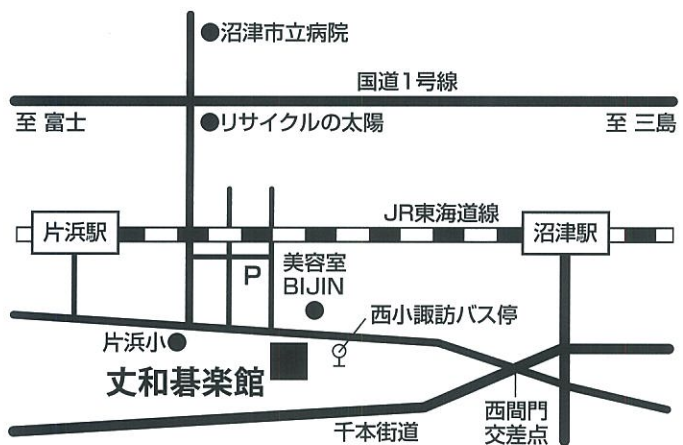 ●沼津市立病院
国道1号線
至 富士
●リサイクルの太陽
至 三島
JR東海道線
片浜駅
沼津駅
P
美容室
BIJIN
西小諏訪バス停
片浜小●
丈和碁楽館
西間門
交差点
千本街道